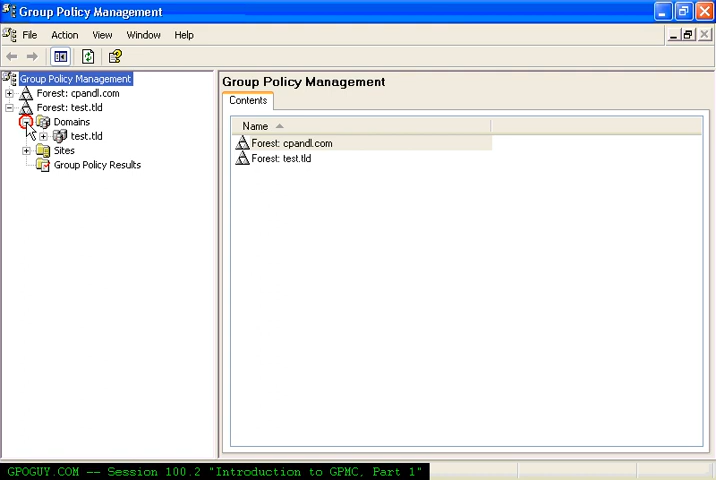 Group Policy Management
File Action View Window Help
Group Policy Management
Forest: cpandl.com
Forest: test.tld
Domains
test.tld
Sites
Group Policy Results
Group Policy Management
Contents
Name
Forest: cpandl.com
Forest: test.tld
GPOGUY.COM -- Session 100.2 "Introduction to GPMC, Part 1"